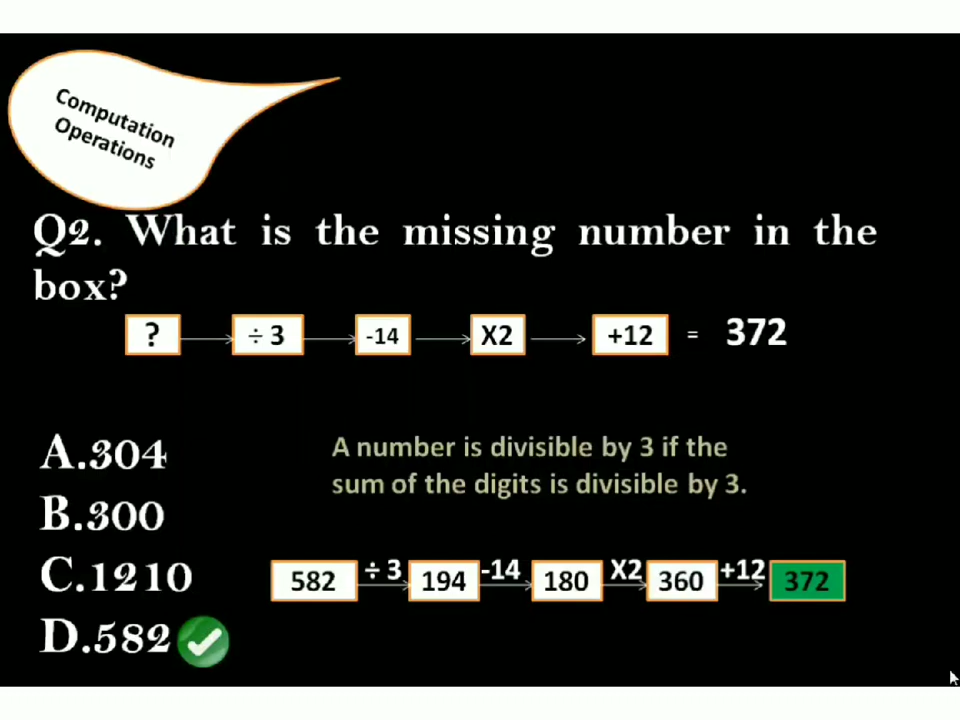 Computation
Operations
Q2. What is the missing number in the
box?
? ÷ 3 -14 X2 +12 = 372
A.304
B.300
C.1210
D.582
A number is divisible by 3 if the
sum of the digits is divisible by 3.
582 ÷ 3 194 -14 180 X2 360 +12 372